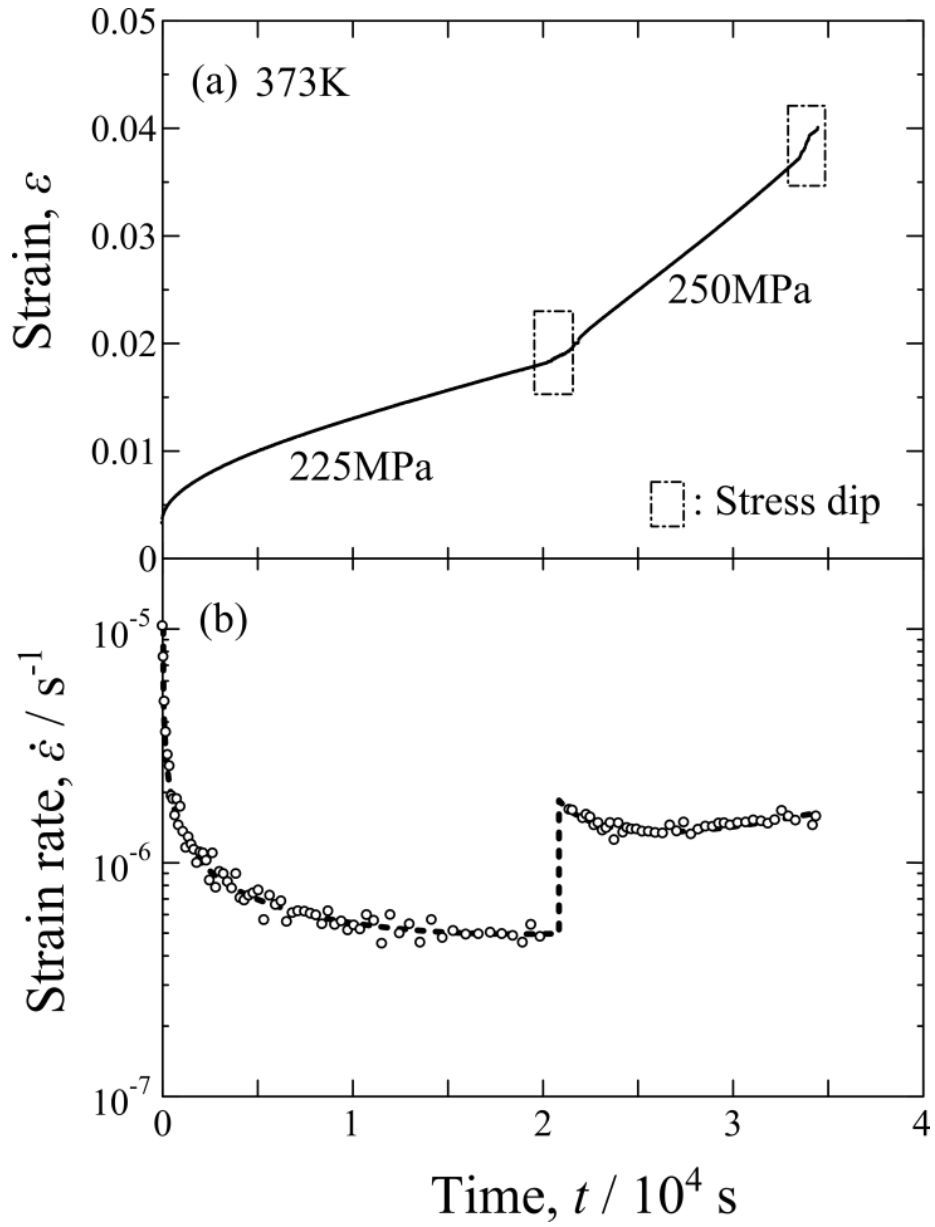 0.05
(a) 373K
0.04
0.03
Strain, ε
250MPa
0.02
0.01
225MPa
: Stress dip
0
(b)
10⁻⁵
Strain rate, ε̇ / s⁻¹
10⁻⁶
10⁻⁷
0 1 2 3 4
Time, t / 10⁴ s